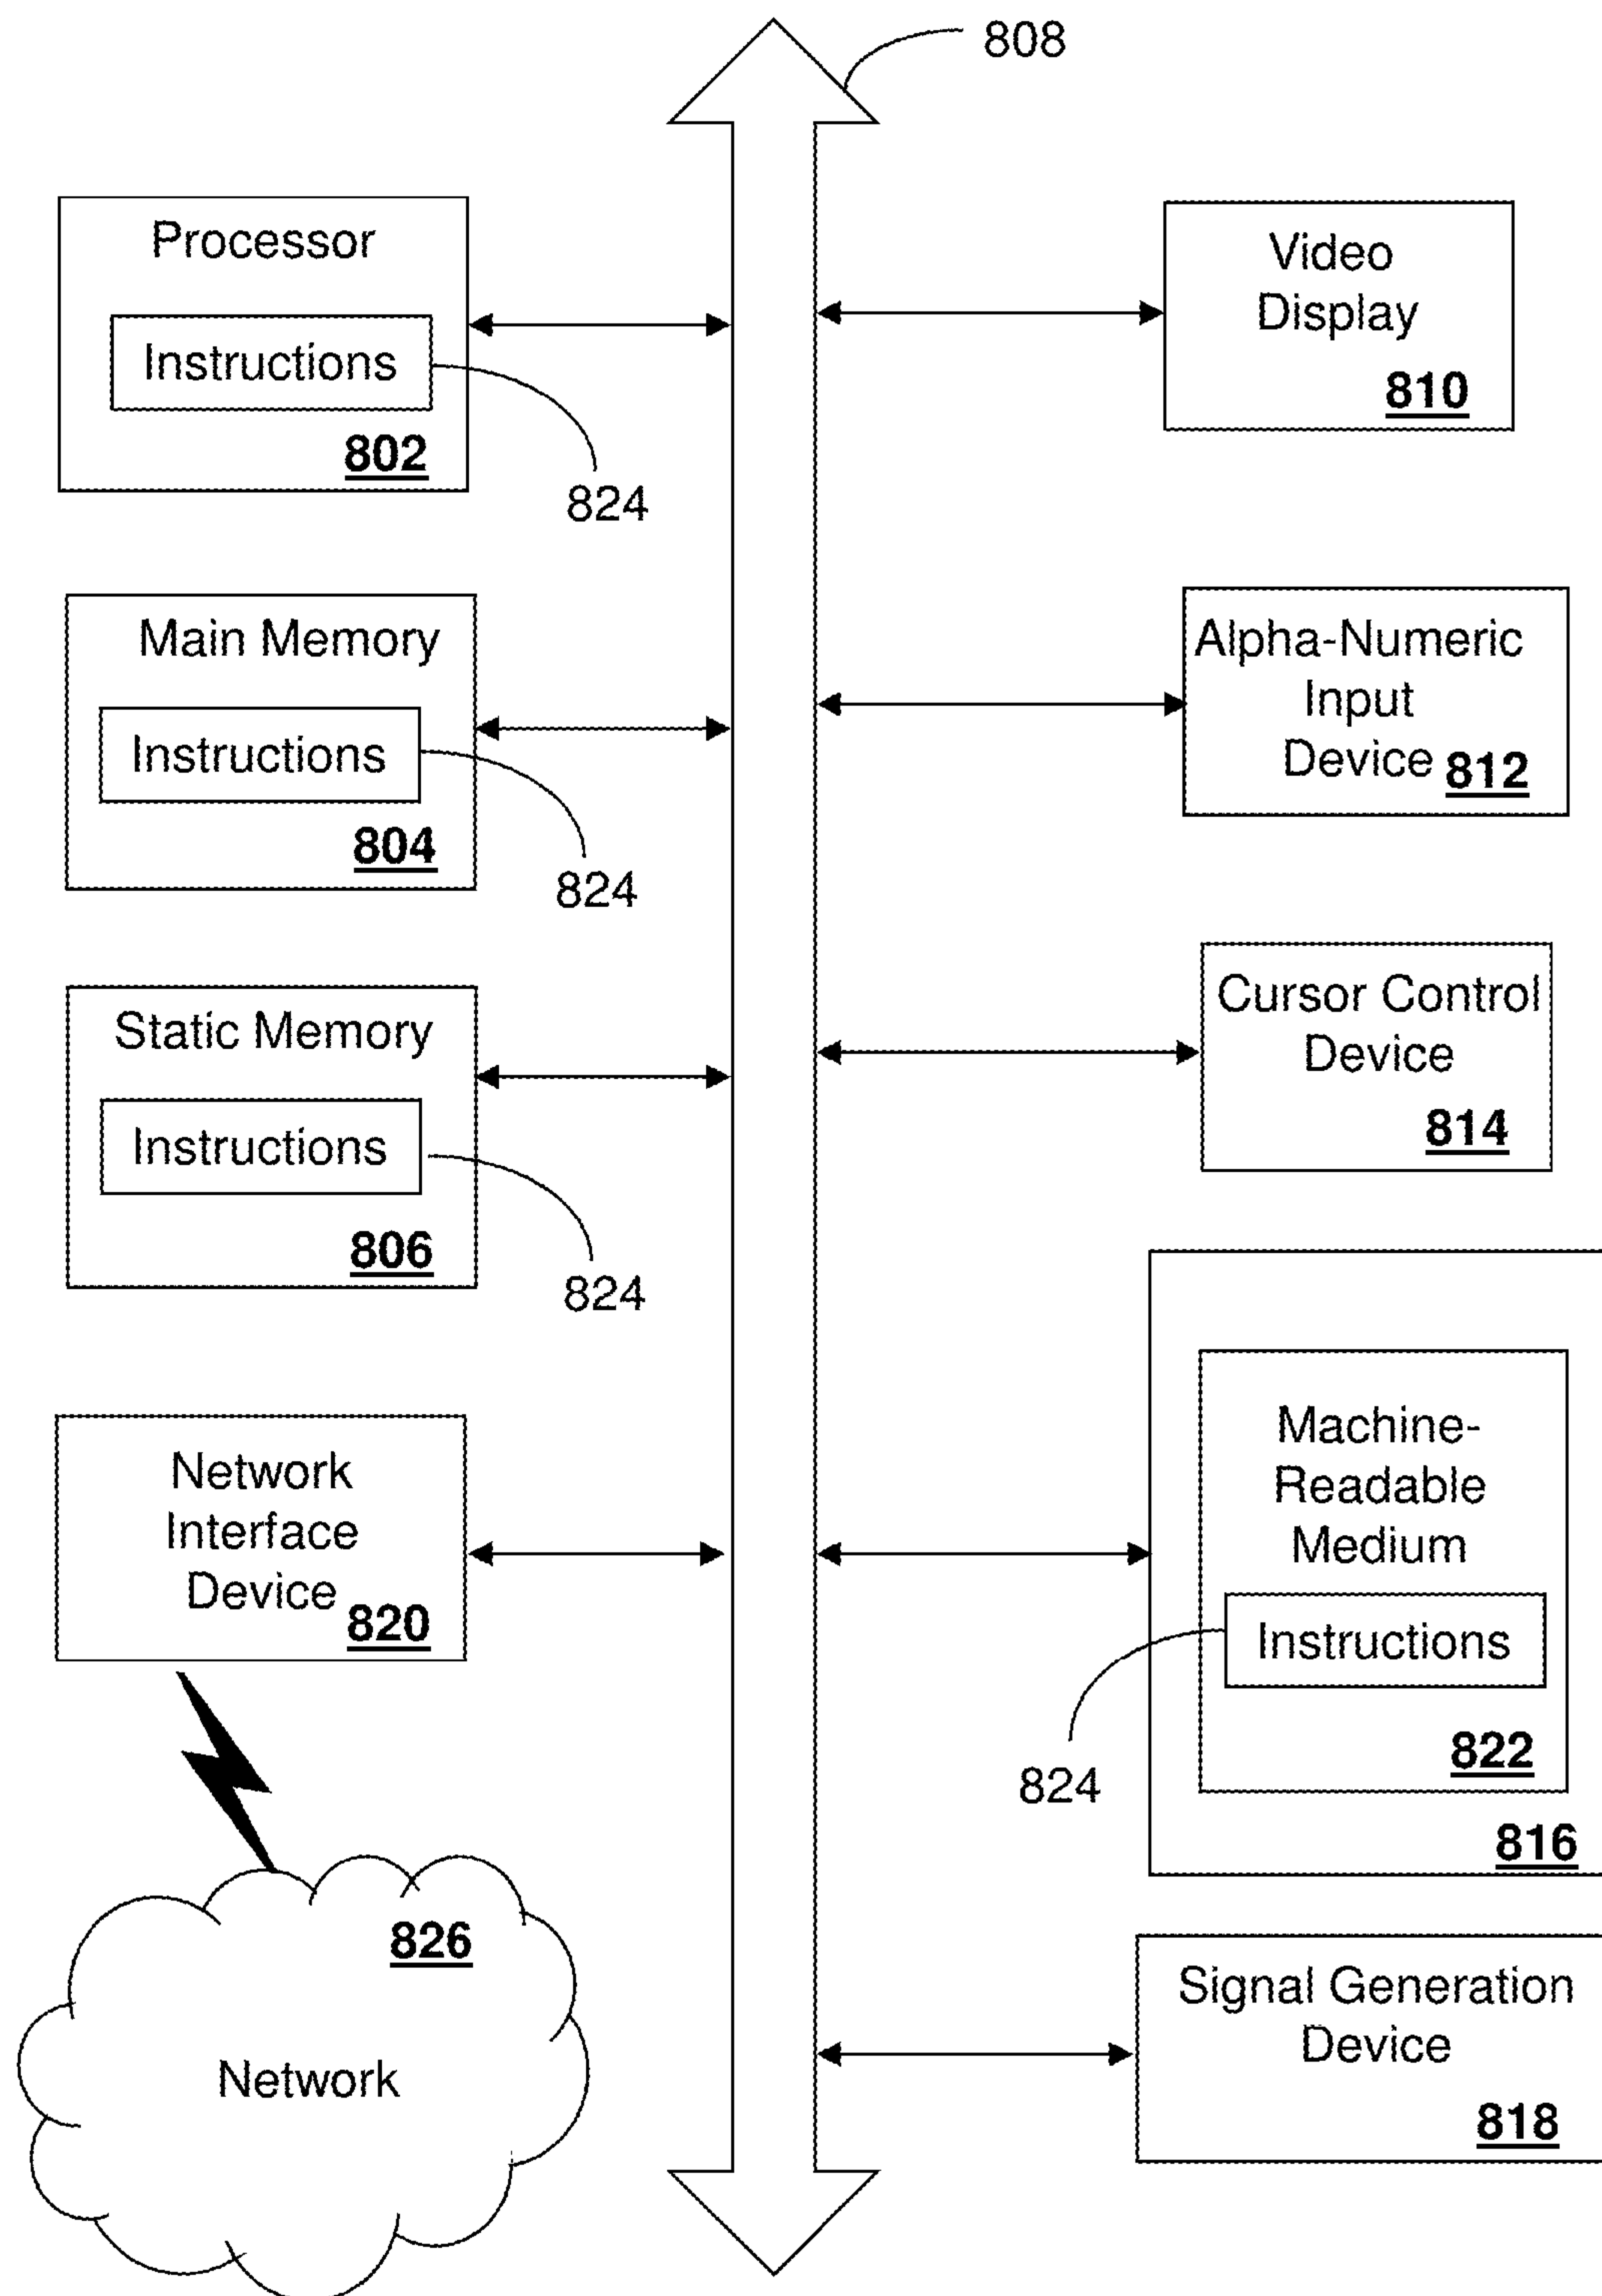 808
Processor
Instructions
802
824
Main Memory
Instructions
804
824
Static Memory
Instructions
806
824
Network
Interface
Device
820
826
Network
Video
Display
810
Alpha-Numeric
Input
Device 812
Cursor Control
Device
814
Machine-
Readable
Medium
Instructions
822
824
816
Signal Generation
Device
818